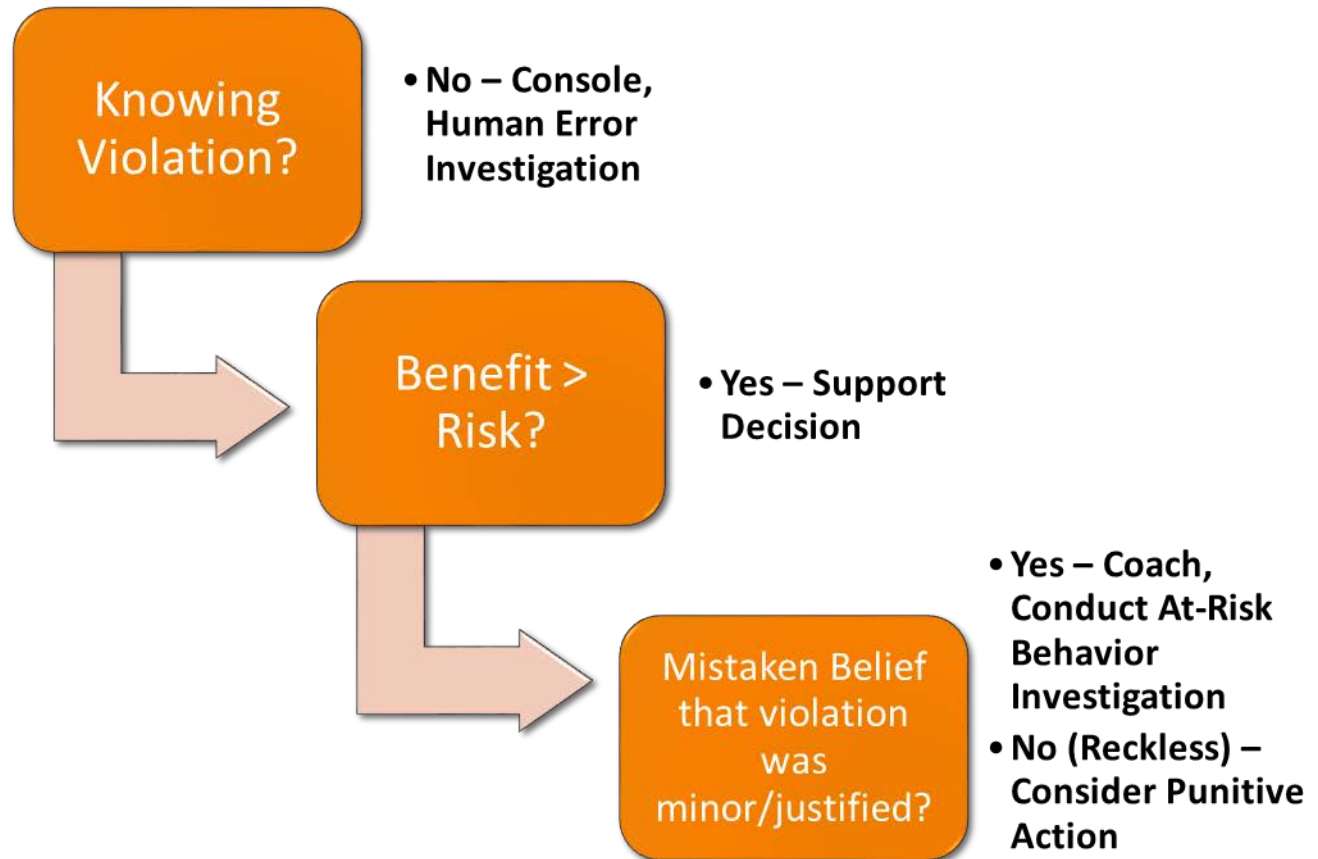 Knowing
Violation?
• No – Console,
Human Error
Investigation
Benefit >
Risk?
• Yes – Support
Decision
Mistaken Belief
that violation
was
minor/justified?
• Yes – Coach,
Conduct At-Risk
Behavior
Investigation
• No (Reckless) –
Consider Punitive
Action